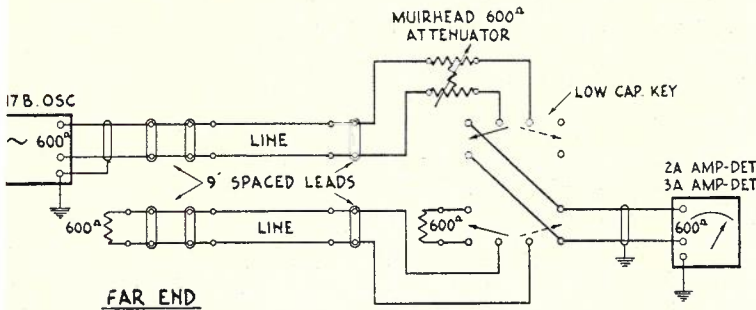 MUIRHEAD 600Ω
ATTENUATOR
LOW CAP. KEY
17B. OSC
~ 600Ω
LINE
9' SPACED LEADS
2A AMP-DET
3A AMP-DET
600Ω
LINE
600Ω
600Ω
FAR END